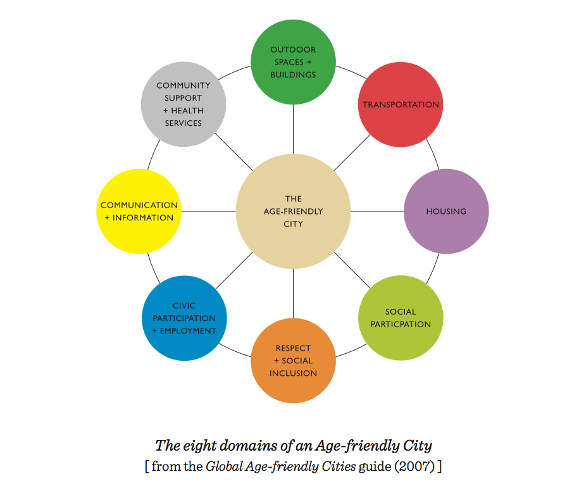 OUTDOOR
SPACES +
BUILDINGS
TRANSPORTATION
HOUSING
SOCIAL
PARTICPATION
RESPECT
+ SOCIAL
INCLUSION
CIVIC
PARTICIPATION
+ EMPLOYMENT
COMMUNICATION
+ INFORMATION
COMMUNITY
SUPPORT
+ HEALTH
SERVICES
THE
AGE-FRIENDLY
CITY
The eight domains of an Age-friendly City
[ from the Global Age-friendly Cities guide (2007) ]